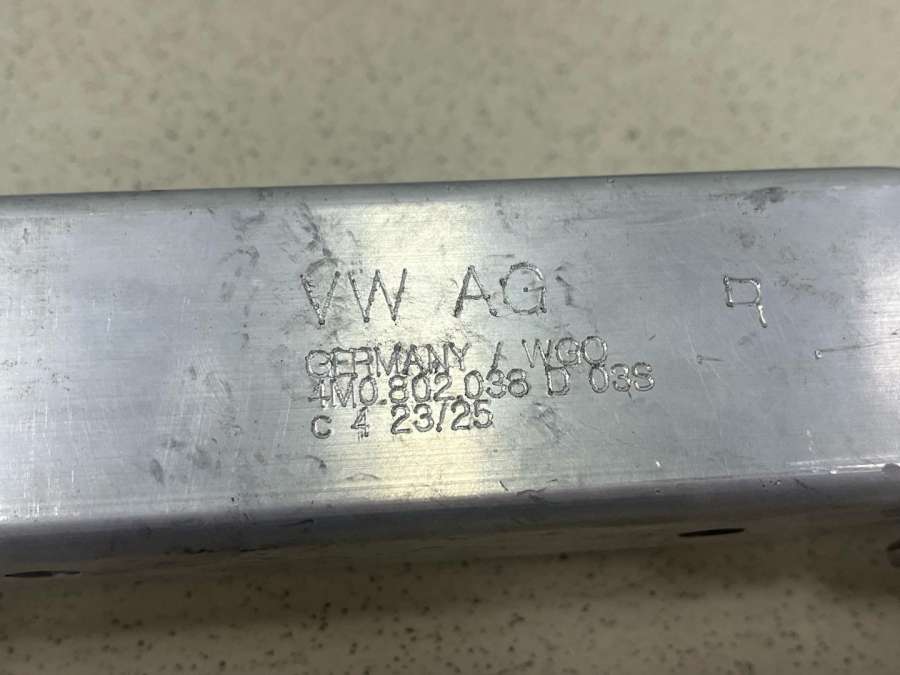 VW AG
GERMANY / WGO
4M0.802.038 D 03S
c 4 23/25